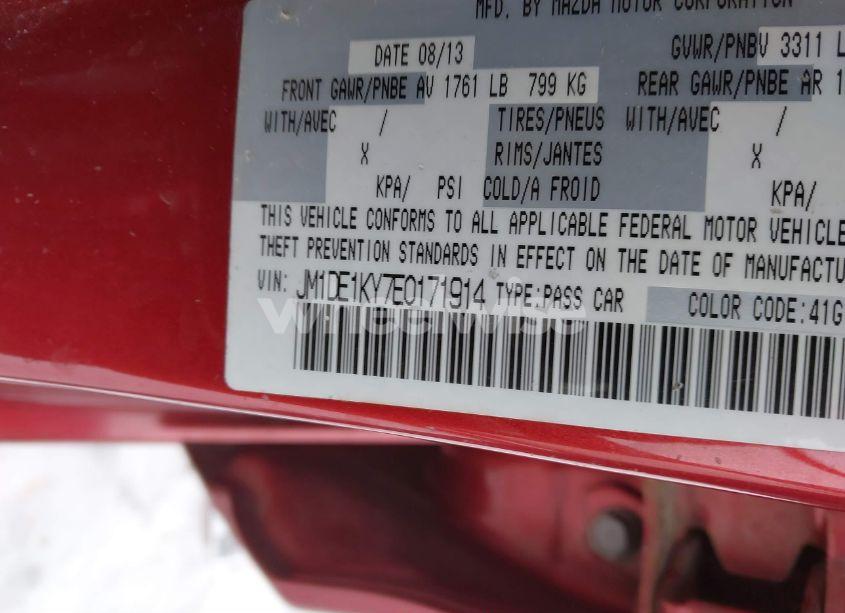 MFD. BY MAZDA MOTOR CORPORATION
DATE 08/13 GVWR/PNBV 3311 L
FRONT GAWR/PNBE AV 1761 LB 799 KG REAR GAWR/PNBE AR 1
WITH/AVEC / TIRES/PNEUS WITH/AVEC /
X RIMS/JANTES X
KPA/ PSI COLD/A FROID KPA/
THIS VEHICLE CONFORMS TO ALL APPLICABLE FEDERAL MOTOR VEHICLE
THEFT PREVENTION STANDARDS IN EFFECT ON THE DATE OF MANUFACTU
VIN: JM1DE1KY7E0171914 TYPE:PASS CAR COLOR CODE:41G
wheelwise